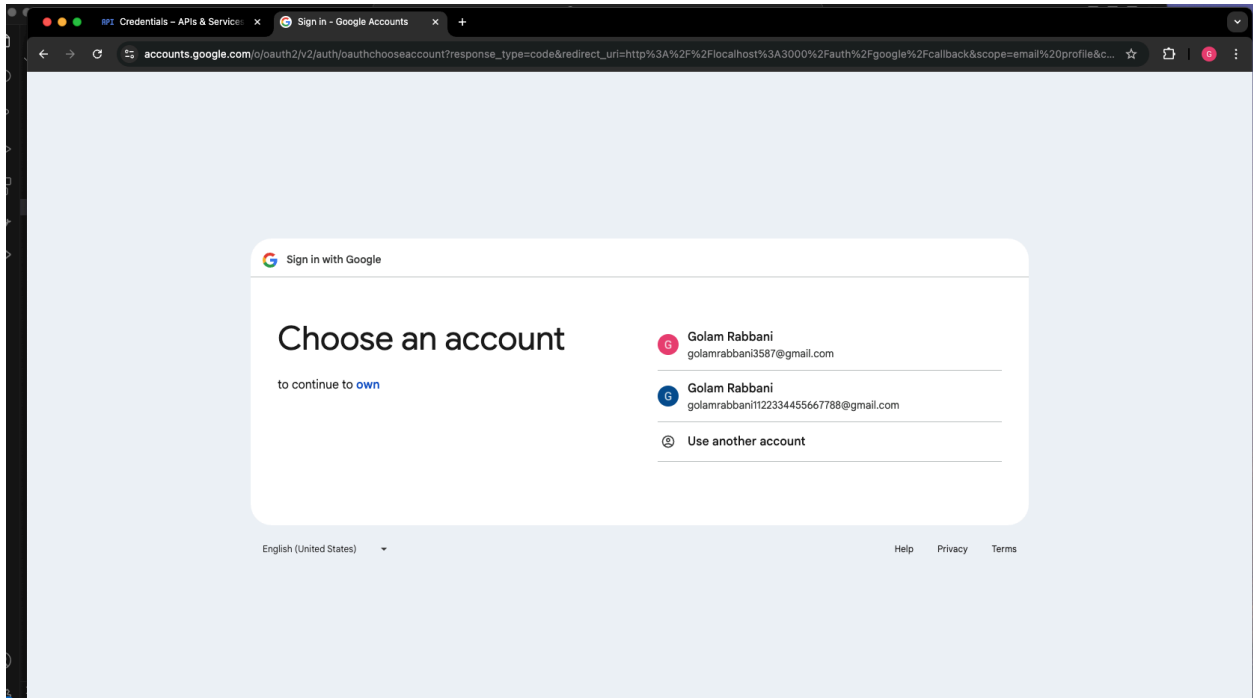 API Credentials – APIs & Services
Sign in - Google Accounts
accounts.google.com/o/oauth2/v2/auth/oauthchooseaccount?response_type=code&redirect_uri=http%3A%2F%2Flocalhost%3A3000%2Fauth%2Fgoogle%2Fcallback&scope=email%20profile&c...
G
Sign in with Google
Choose an account
to continue to own
G
Golam Rabbani
golamrabbani3587@gmail.com
G
Golam Rabbani
golamrabbani1122334455667788@gmail.com
Use another account
English (United States)
Help Privacy Terms